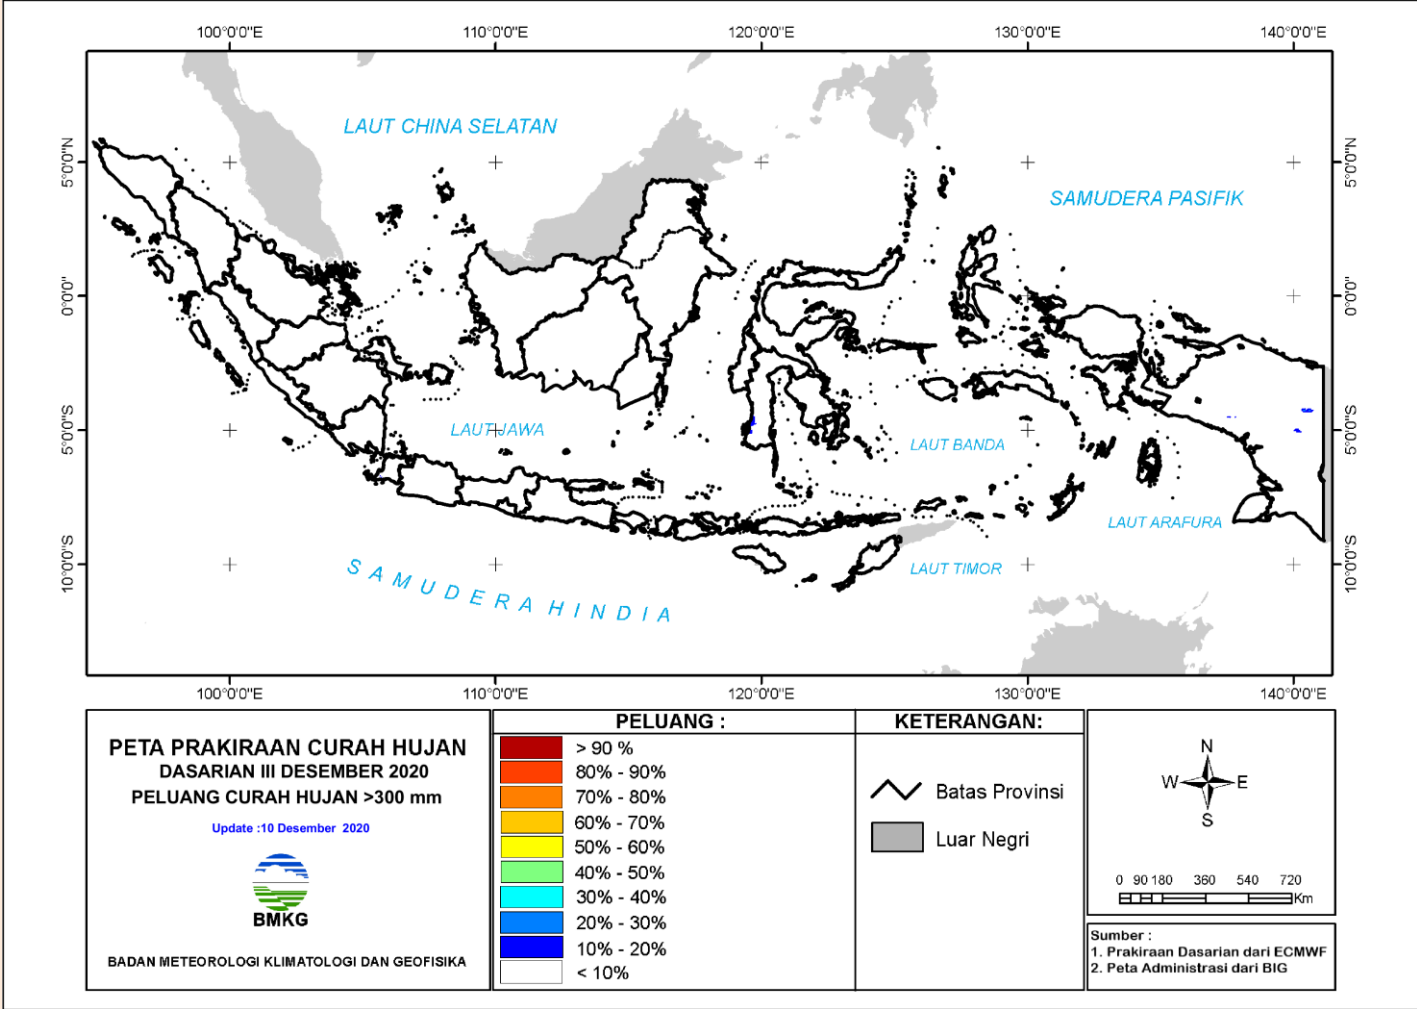 100°0'0"E 110°0'0"E 120°0'0"E 130°0'0"E 140°0'0"E
LAUT CHINA SELATAN
5°0'0"N 5°0'0"N
SAMUDERA PASIFIK
0°0'0" 0°0'0"
5°0'0"S 5°0'0"S
LAUT JAWA
LAUT BANDA
LAUT ARAFURA
10°0'0"S 10°0'0"S
LAUT TIMOR
SAMUDERA HINDIA
100°0'0"E 110°0'0"E 120°0'0"E 130°0'0"E 140°0'0"E
PETA PRAKIRAAN CURAH HUJAN
DASARIAN III DESEMBER 2020
PELUANG CURAH HUJAN >300 mm
Update :10 Desember 2020
BMKG
BADAN METEOROLOGI KLIMATOLOGI DAN GEOFISIKA
PELUANG :
> 90 %
80% - 90%
70% - 80%
60% - 70%
50% - 60%
40% - 50%
30% - 40%
20% - 30%
10% - 20%
< 10%
KETERANGAN:
Batas Provinsi
Luar Negri
N
W E
S
0 90 180 360 540 720
Km
Sumber :
1. Prakiraan Dasarian dari ECMWF
2. Peta Administrasi dari BIG